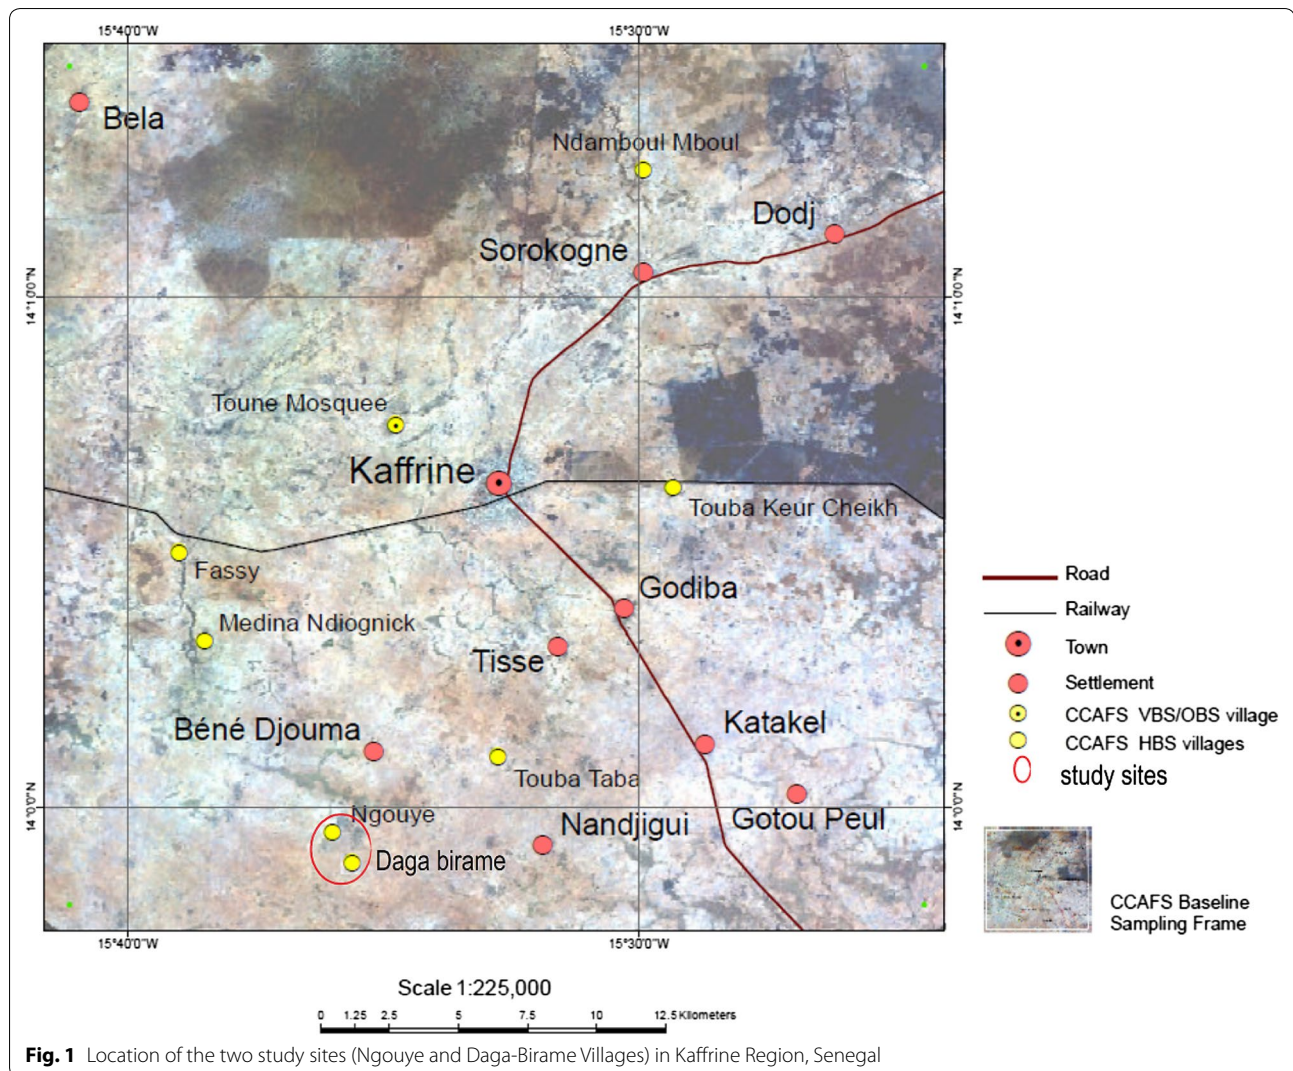 15°40'0"W 15°30'0"W
Bela
Ndamboul Mboul
Dodj
Sorokogne
14°10'0"N 14°10'0"N
Toune Mosquee
Kaffrine
Touba Keur Cheikh
Fassy
Godiba
Medina Ndiognick
Tisse
Katakel
Béné Djouma
Touba Taba
14°0'0"N 14°0'0"N
Ngouye
Nandjigui
Gotou Peul
Daga birame
15°40'0"W 15°30'0"W
Road
Railway
Town
Settlement
CCAFS VBS/OBS village
CCAFS HBS villages
study sites
CCAFS Baseline
Sampling Frame
Scale 1:225,000
0 1.25 2.5 5 7.5 10 12.5 Kilometers
Fig. 1 Location of the two study sites (Ngouye and Daga-Birame Villages) in Kaffrine Region, Senegal